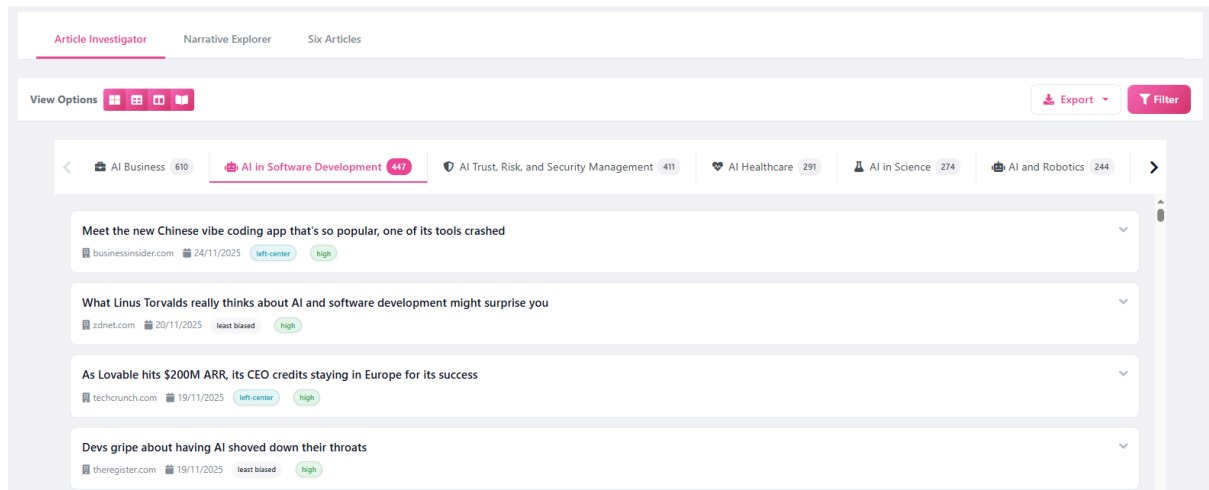 Article Investigator Narrative Explorer Six Articles
View Options Export Filter
AI Business 610 AI in Software Development 447 AI Trust, Risk, and Security Management 411 AI Healthcare 291 AI in Science 274 AI and Robotics 244
Meet the new Chinese vibe coding app that's so popular, one of its tools crashed
businessinsider.com 24/11/2025 left-center high
What Linus Torvalds really thinks about AI and software development might surprise you
zdnet.com 20/11/2025 least biased high
As Lovable hits $200M ARR, its CEO credits staying in Europe for its success
techcrunch.com 19/11/2025 left-center high
Devs gripe about having AI shoved down their throats
theregister.com 19/11/2025 least biased high